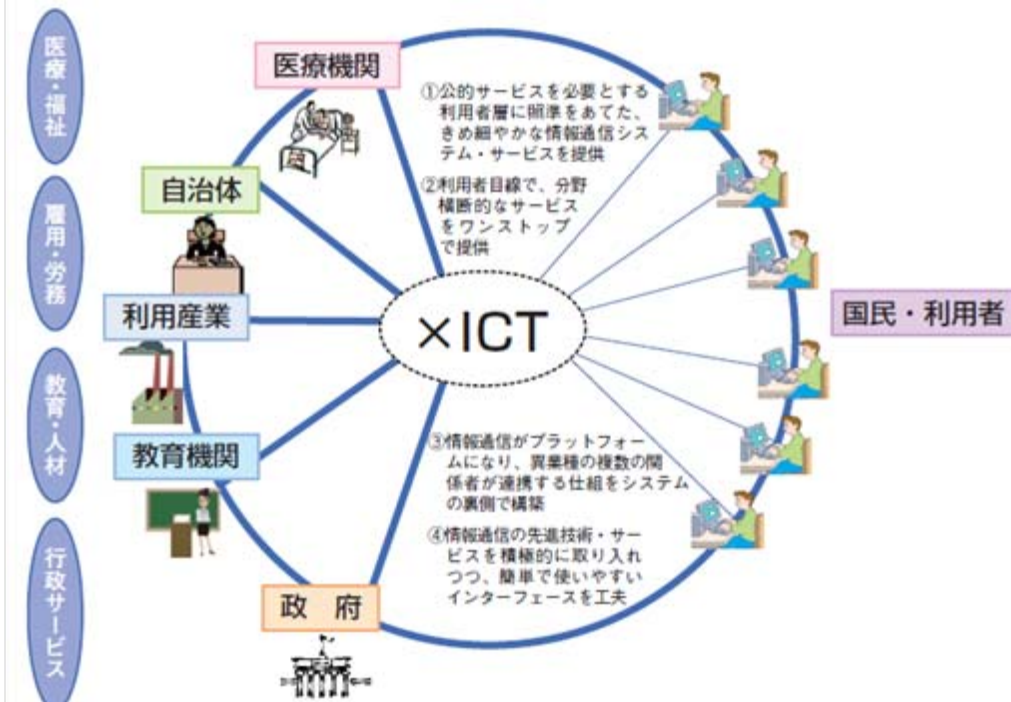 医療・福祉
雇用・労務
教育・人材
行政サービス
医療機関
自治体
利用産業
教育機関
政 府
①公的サービスを必要とする
利用者層に照準をあてた、
きめ細やかな情報通信シス
テム・サービスを提供
②利用者目線で、分野
横断的なサービス
をワンストップ
で提供
×ICT
③情報通信がプラットフォー
ムになり、異業種の複数の関
係者が連携する仕組をシステム
の裏側で構築
④情報通信の先進技術・サー
ビスを積極的に取り入れ
つつ、簡単で使いやすい
インターフェースを工夫
国民・利用者